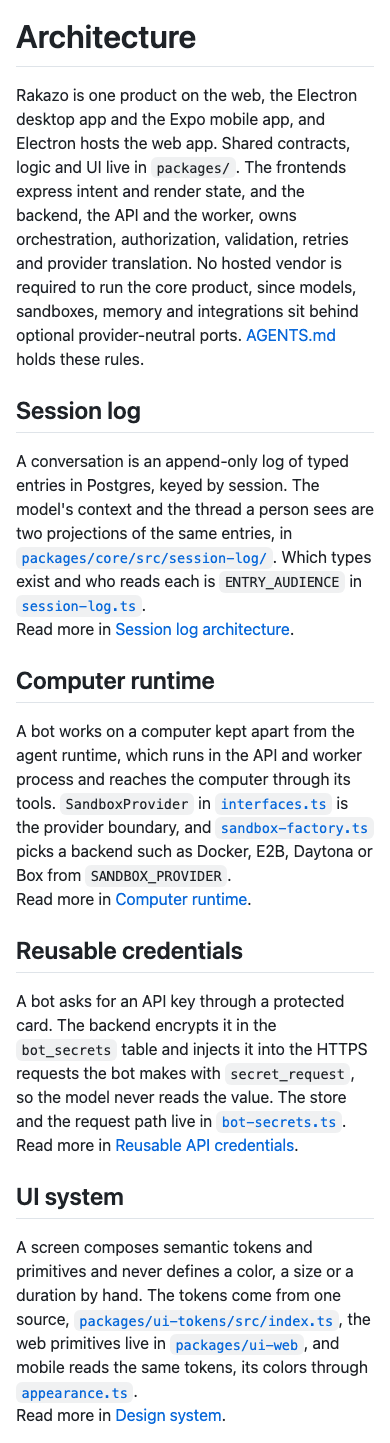 Architecture
Rakazo is one product on the web, the Electron
desktop app and the Expo mobile app, and
Electron hosts the web app. Shared contracts,
logic and UI live in packages/. The frontends
express intent and render state, and the
backend, the API and the worker, owns
orchestration, authorization, validation, retries
and provider translation. No hosted vendor is
required to run the core product, since models,
sandboxes, memory and integrations sit behind
optional provider-neutral ports. AGENTS.md
holds these rules.
Session log
A conversation is an append-only log of typed
entries in Postgres, keyed by session. The
model's context and the thread a person sees are
two projections of the same entries, in
packages/core/src/session-log/. Which types
exist and who reads each is ENTRY_AUDIENCE in
session-log.ts.
Read more in Session log architecture.
Computer runtime
A bot works on a computer kept apart from the
agent runtime, which runs in the API and worker
process and reaches the computer through its
tools. SandboxProvider in interfaces.ts is
the provider boundary, and sandbox-factory.ts
picks a backend such as Docker, E2B, Daytona or
Box from SANDBOX_PROVIDER.
Read more in Computer runtime.
Reusable credentials
A bot asks for an API key through a protected
card. The backend encrypts it in the
bot_secrets table and injects it into the HTTPS
requests the bot makes with secret_request,
so the model never reads the value. The store
and the request path live in bot-secrets.ts.
Read more in Reusable API credentials.
UI system
A screen composes semantic tokens and
primitives and never defines a color, a size or a
duration by hand. The tokens come from one
source, packages/ui-tokens/src/index.ts, the
web primitives live in packages/ui-web, and
mobile reads the same tokens, its colors through
appearance.ts.
Read more in Design system.